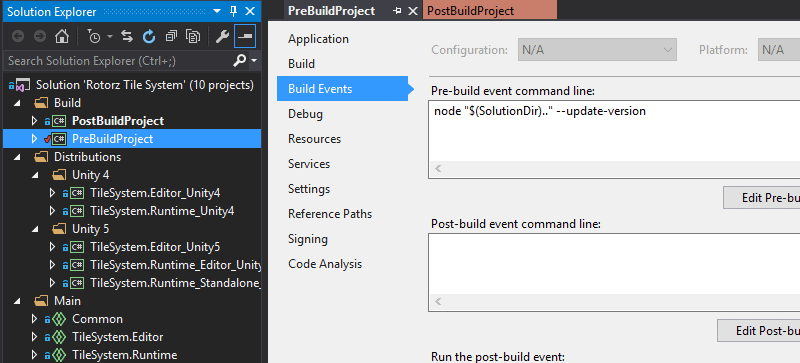 Solution Explorer
Search Solution Explorer (Ctrl+;)
Solution 'Rotorz Tile System' (10 projects)
Build
C# PostBuildProject
C# PreBuildProject
Distributions
Unity 4
C# TileSystem.Editor_Unity4
C# TileSystem.Runtime_Unity4
Unity 5
C# TileSystem.Editor_Unity5
C# TileSystem.Runtime_Editor_Unity
C# TileSystem.Runtime_Standalone_
Main
Common
TileSystem.Editor
TileSystem.Runtime
PreBuildProject
PostBuildProject
Application
Build
Build Events
Debug
Resources
Services
Settings
Reference Paths
Signing
Code Analysis
Configuration: N/A Platform: N/A
Pre-build event command line:
node "$(SolutionDir).." --update-version
Edit Pre-bu
Post-build event command line:
Edit Post-b
Run the post-build event: